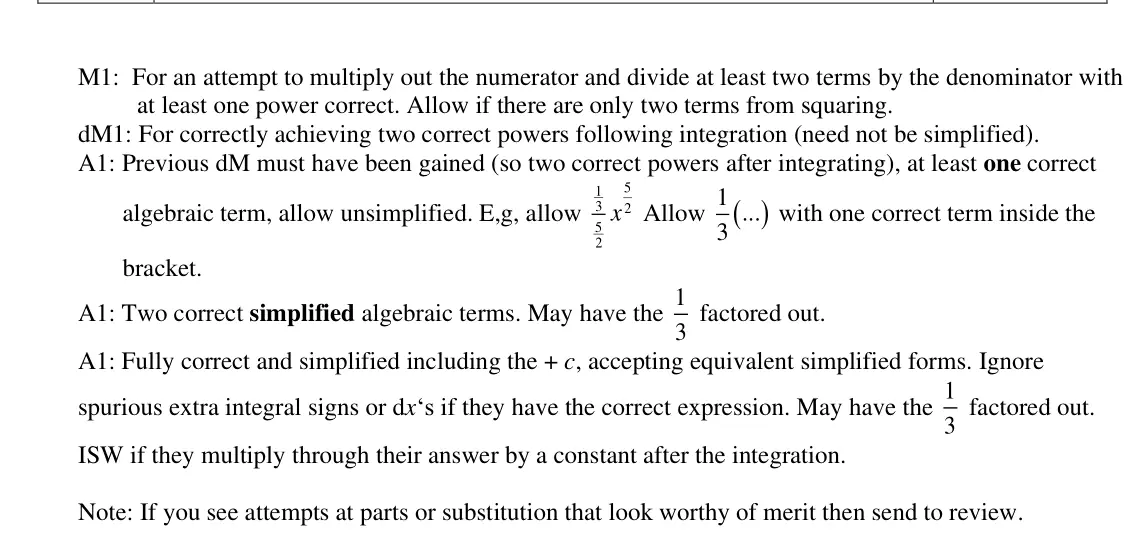 M1: For an attempt to multiply out the numerator and divide at least two terms by the denominator with
at least one power correct. Allow if there are only two terms from squaring.
dM1: For correctly achieving two correct powers following integration (need not be simplified).
A1: Previous dM must have been gained (so two correct powers after integrating), at least one correct
algebraic term, allow unsimplified. E,g, allow $\frac{\frac{1}{3}}{\frac{5}{2}}x^{\frac{5}{2}}$ Allow $\frac{1}{3}(...)$ with one correct term inside the
bracket.
A1: Two correct simplified algebraic terms. May have the $\frac{1}{3}$ factored out.
A1: Fully correct and simplified including the + c, accepting equivalent simplified forms. Ignore
spurious extra integral signs or dx‘s if they have the correct expression. May have the $\frac{1}{3}$ factored out.
ISW if they multiply through their answer by a constant after the integration.
Note: If you see attempts at parts or substitution that look worthy of merit then send to review.